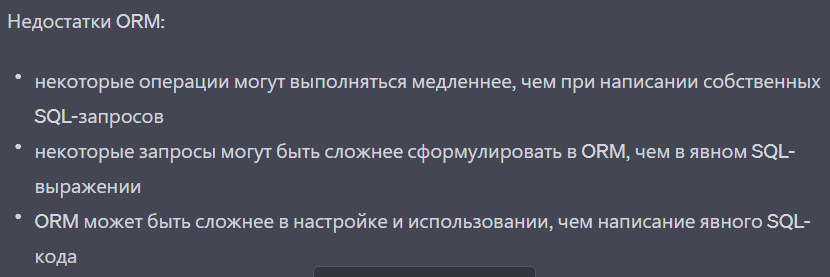 Недостатки ORM:
• некоторые операции могут выполняться медленнее, чем при написании собственных
SQL-запросов
• некоторые запросы могут быть сложнее сформулировать в ORM, чем в явном SQL-
выражении
• ORM может быть сложнее в настройке и использовании, чем написание явного SQL-
кода